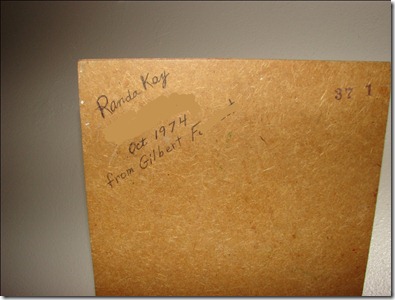 Randa Kay
37 1
Oct 1974
from Gilbert F.